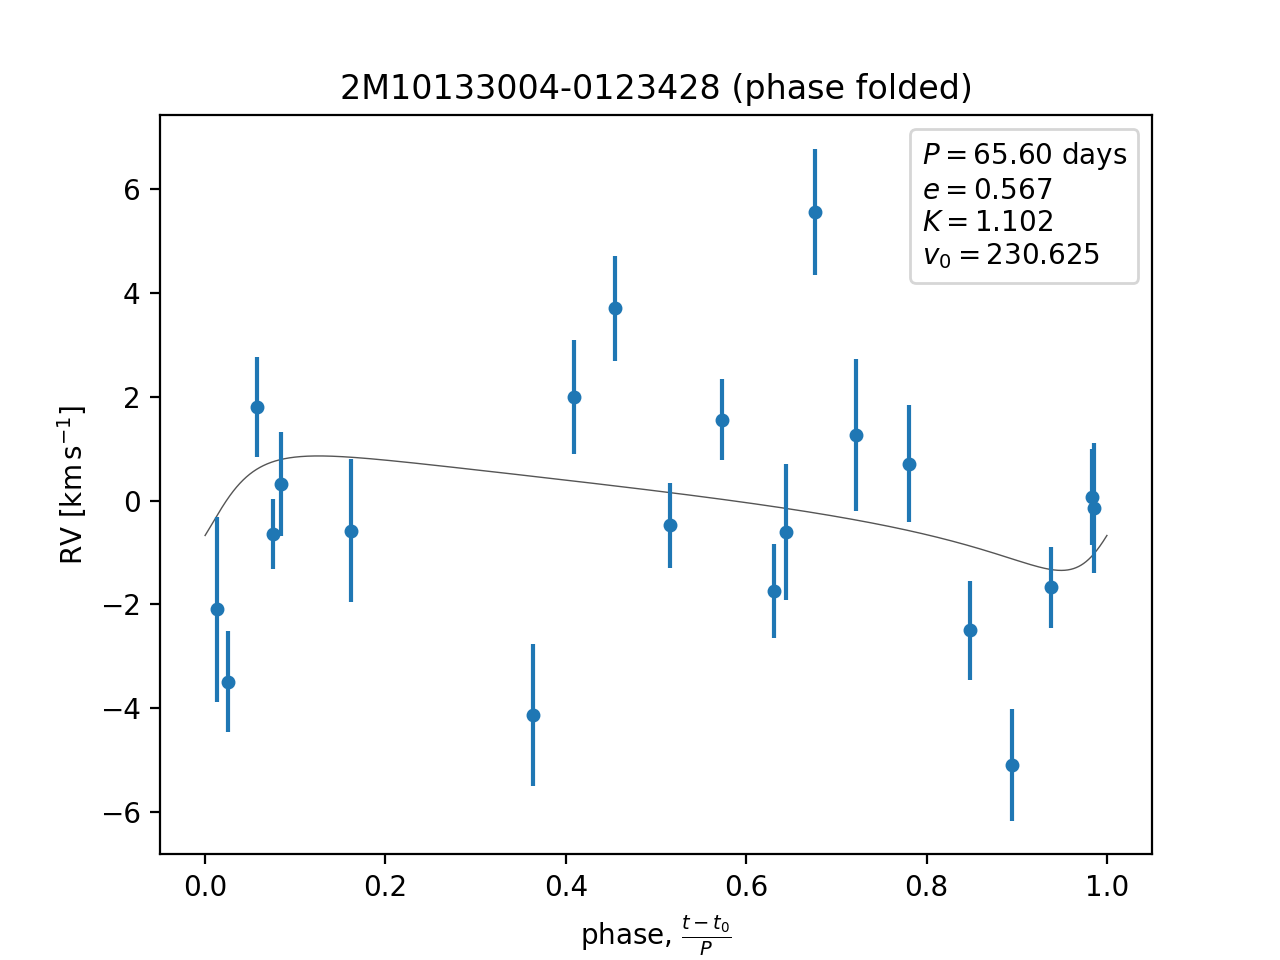 2M10133004-0123428 (phase folded)
P = 65.60 days
e = 0.567
K = 1.102
v₀ = 230.625
RV [km s⁻¹]
6
4
2
0
−2
−4
−6
0.0 0.2 0.4 0.6 0.8 1.0
phase, (t − t₀)/P